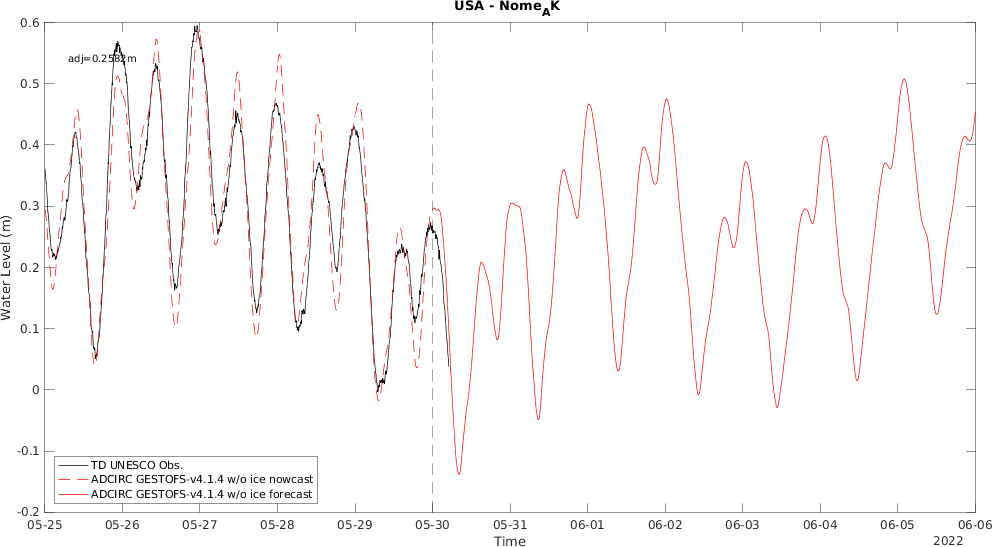 USA - Nome_AK
0.6
adj=0.2582m
0.5
0.4
0.3
0.2
0.1
0
-0.1
-0.2
Water Level (m)
TD UNESCO Obs.
ADCIRC GESTOFS-v4.1.4 w/o ice nowcast
ADCIRC GESTOFS-v4.1.4 w/o ice forecast
05-25 05-26 05-27 05-28 05-29 05-30 05-31 06-01 06-02 06-03 06-04 06-05 06-06
Time
2022